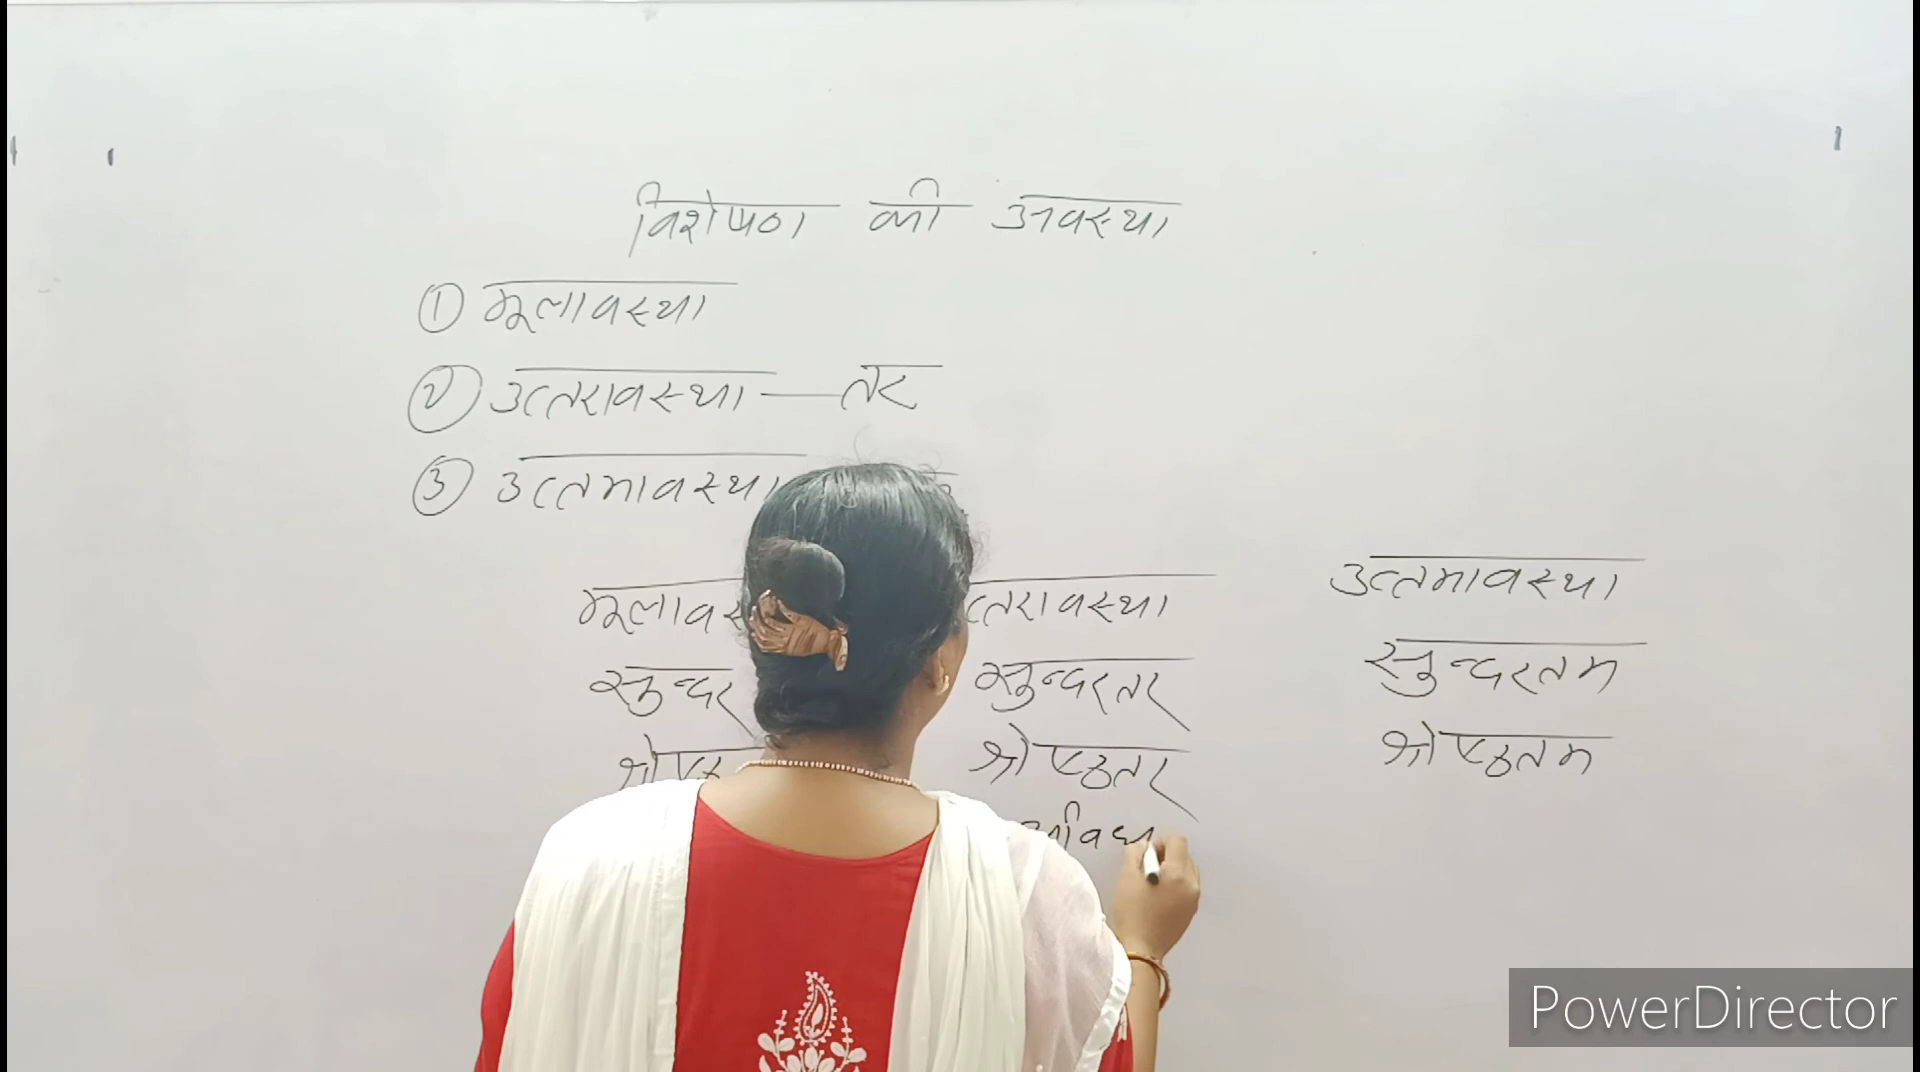 विशेषण की अवस्था
① मूलावस्था
② उत्तरावस्था — तर
③ उत्तमावस्था
उत्तमावस्था
सुन्दर सुन्दरतर सुन्दरतम
श्रेष्ठतर श्रेष्ठतम
PowerDirector